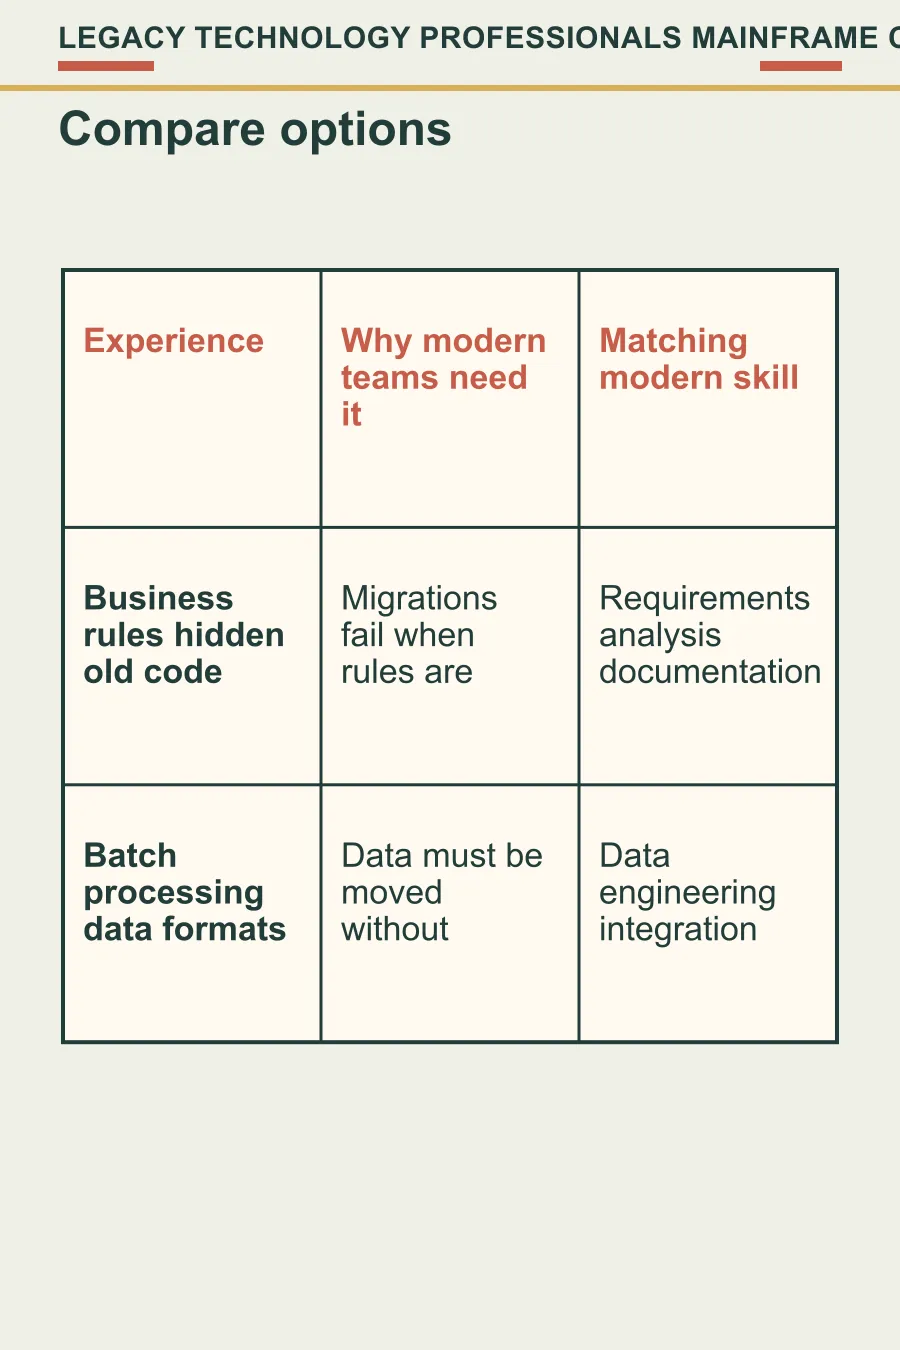 LEGACY TECHNOLOGY PROFESSIONALS MAINFRAME
Compare options
Experience
Why modern
teams need
it
Matching
modern skill
Business
rules hidden
old code
Migrations
fail when
rules are
Requirements
analysis
documentation
Batch
processing
data formats
Data must be
moved
without
Data
engineering
integration